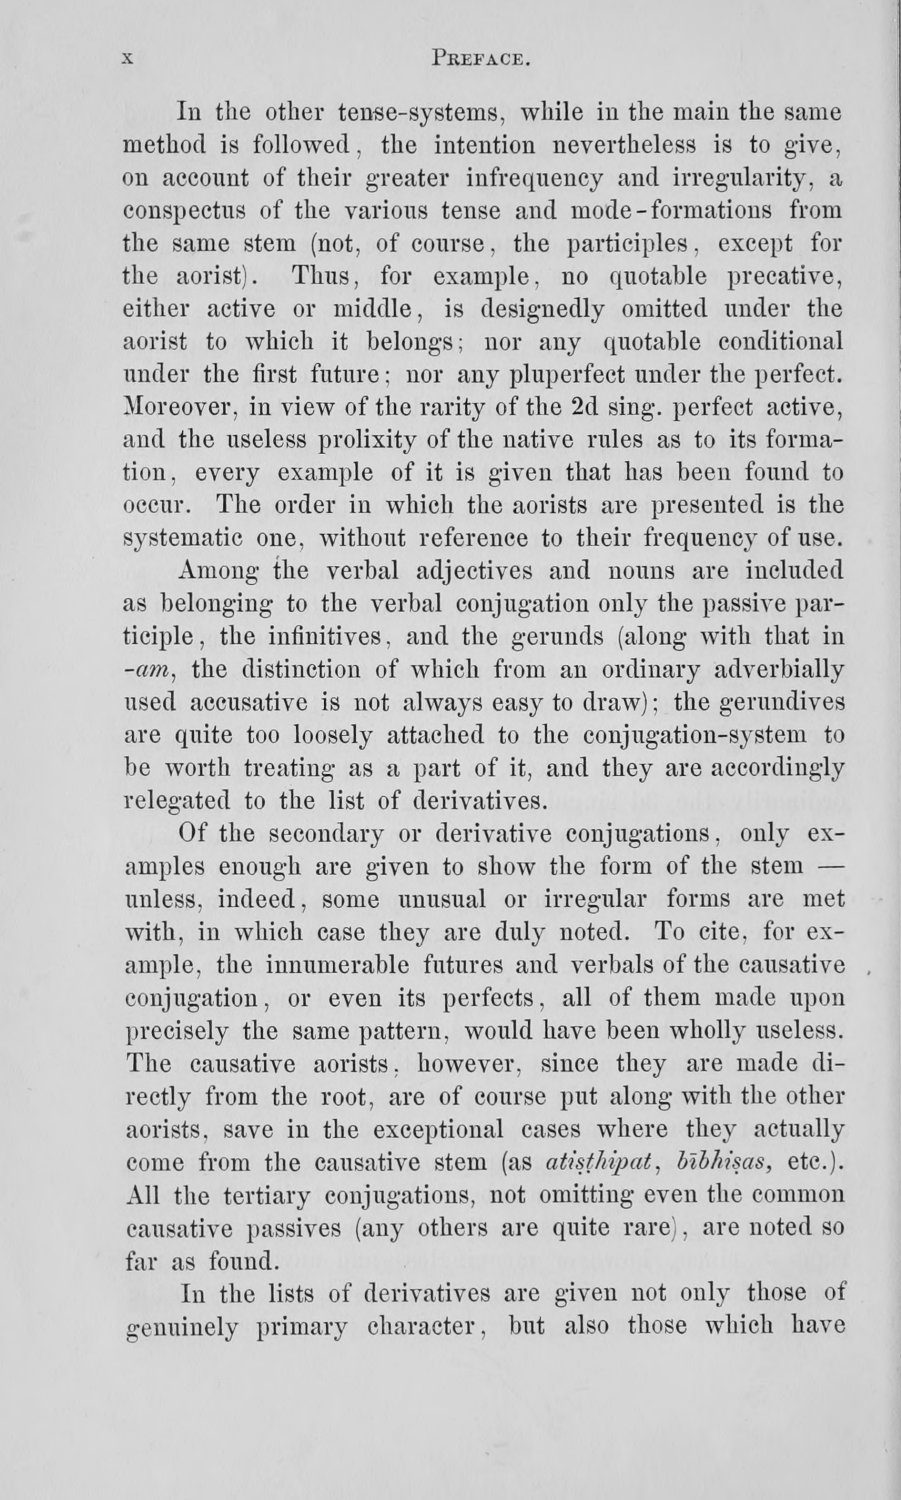 x PREFACE.
In the other tense-systems, while in the main the same
method is followed, the intention nevertheless is to give,
on account of their greater infrequency and irregularity, a
conspectus of the various tense and mode-formations from
the same stem (not, of course, the participles, except for
the aorist). Thus, for example, no quotable precative,
either active or middle, is designedly omitted under the
aorist to which it belongs; nor any quotable conditional
under the first future; nor any pluperfect under the perfect.
Moreover, in view of the rarity of the 2d sing. perfect active,
and the useless prolixity of the native rules as to its forma-
tion, every example of it is given that has been found to
occur. The order in which the aorists are presented is the
systematic one, without reference to their frequency of use.
Among the verbal adjectives and nouns are included
as belonging to the verbal conjugation only the passive par-
ticiple, the infinitives, and the gerunds (along with that in
-am, the distinction of which from an ordinary adverbially
used accusative is not always easy to draw); the gerundives
are quite too loosely attached to the conjugation-system to
be worth treating as a part of it, and they are accordingly
relegated to the list of derivatives.
Of the secondary or derivative conjugations, only ex-
amples enough are given to show the form of the stem —
unless, indeed, some unusual or irregular forms are met
with, in which case they are duly noted. To cite, for ex-
ample, the innumerable futures and verbals of the causative
conjugation, or even its perfects, all of them made upon
precisely the same pattern, would have been wholly useless.
The causative aorists, however, since they are made di-
rectly from the root, are of course put along with the other
aorists, save in the exceptional cases where they actually
come from the causative stem (as atiṣṭhipat, bībhiṣas, etc.).
All the tertiary conjugations, not omitting even the common
causative passives (any others are quite rare), are noted so
far as found.
In the lists of derivatives are given not only those of
genuinely primary character, but also those which have